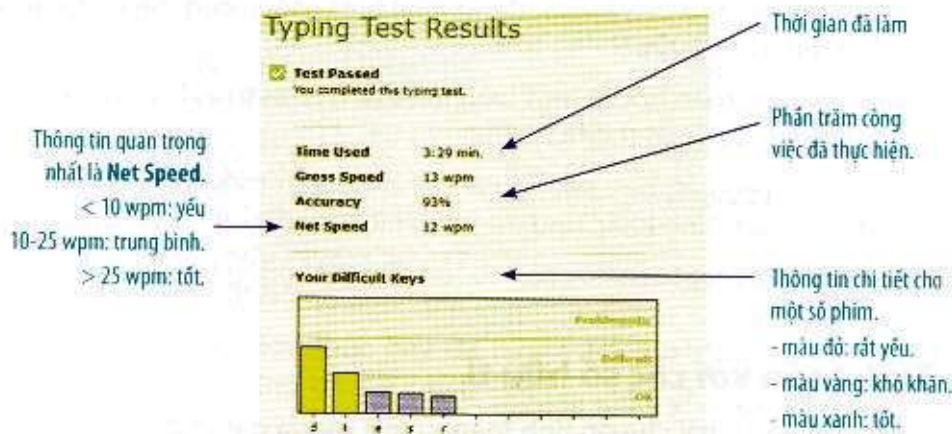 Typing Test Results
Test Passed
You completed this typing test.
Time Used 3:29 min.
Gross Speed 13 wpm
Accuracy 93%
Net Speed 12 wpm
Your Difficult Keys
Problematic
Difficult
OK
Thông tin quan trọng
nhất là Net Speed.
< 10 wpm: yếu
10-25 wpm: trung bình.
> 25 wpm: tốt.
Thời gian đã làm
Phần trăm công
việc đã thực hiện.
Thông tin chi tiết cho
một số phím.
- màu đỏ: rất yếu.
- màu vàng: khó khăn.
- màu xanh: tốt.